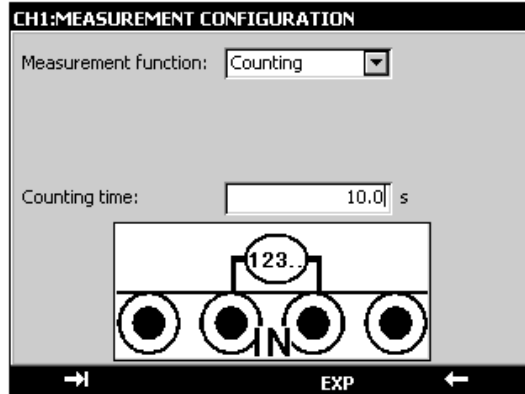 CH1:MEASUREMENT CONFIGURATION
Measurement function: Counting
Counting time: 10.0 s
123..
IN
EXP